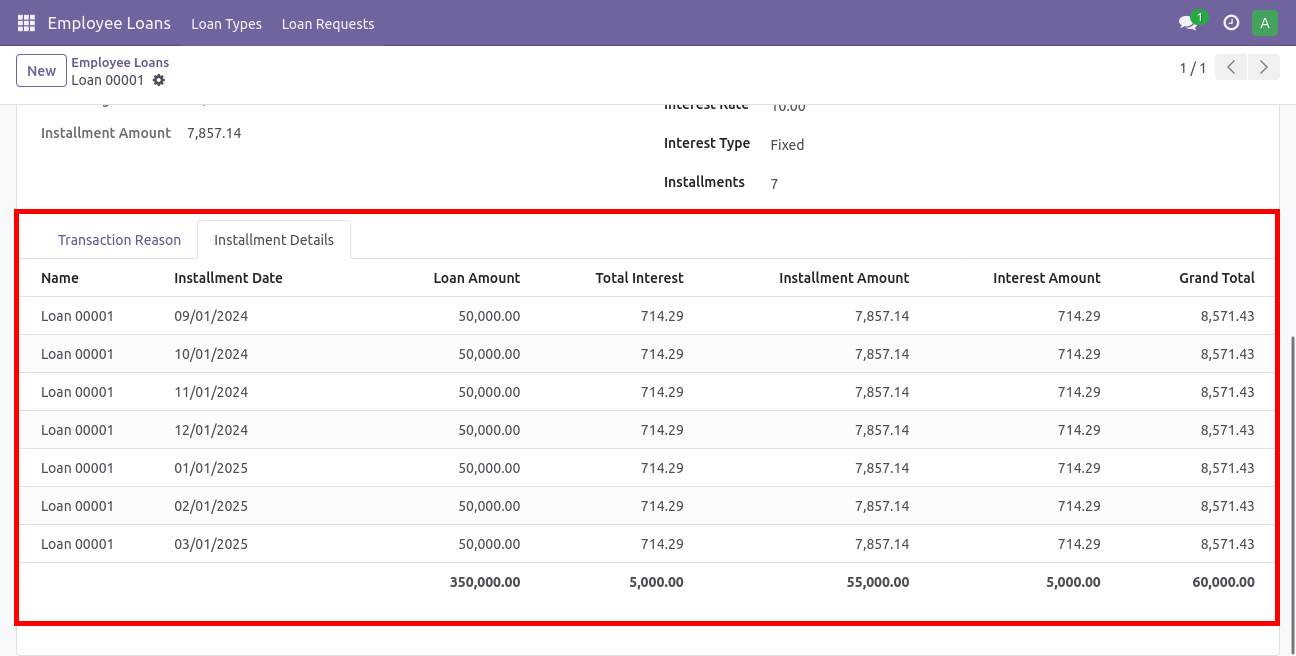 Employee Loans Loan Types Loan Requests 1 A
New Employee Loans
Loan 00001
1 / 1
Interest Rate 10.00
Installment Amount 7,857.14
Interest Type Fixed
Installments 7
Transaction Reason Installment Details
Name Installment Date Loan Amount Total Interest Installment Amount Interest Amount Grand Total
Loan 00001 09/01/2024 50,000.00 714.29 7,857.14 714.29 8,571.43
Loan 00001 10/01/2024 50,000.00 714.29 7,857.14 714.29 8,571.43
Loan 00001 11/01/2024 50,000.00 714.29 7,857.14 714.29 8,571.43
Loan 00001 12/01/2024 50,000.00 714.29 7,857.14 714.29 8,571.43
Loan 00001 01/01/2025 50,000.00 714.29 7,857.14 714.29 8,571.43
Loan 00001 02/01/2025 50,000.00 714.29 7,857.14 714.29 8,571.43
Loan 00001 03/01/2025 50,000.00 714.29 7,857.14 714.29 8,571.43
350,000.00 5,000.00 55,000.00 5,000.00 60,000.00